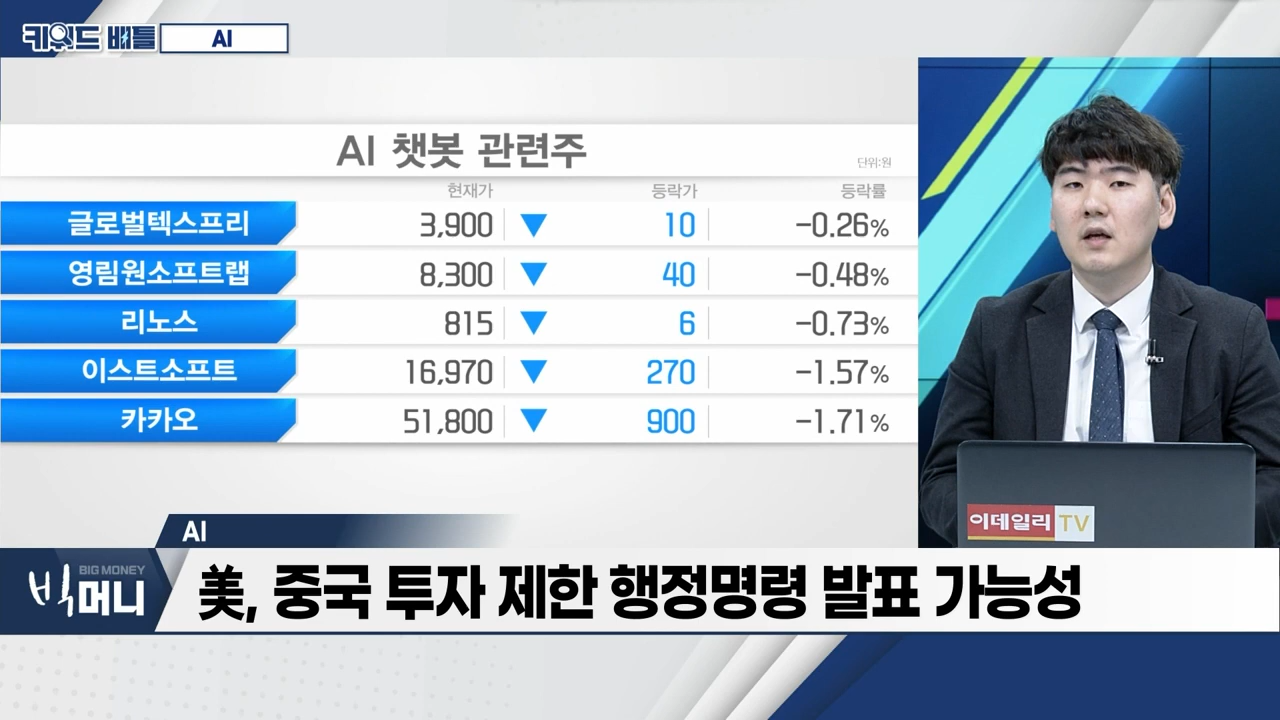 키워드 배틀 AI
AI 챗봇 관련주
단위:원
현재가 등락가 등락률
글로벌텍스프리 3,900 ▼ 10 -0.26%
영림원소프트랩 8,300 ▼ 40 -0.48%
리노스 815 ▼ 6 -0.73%
이스트소프트 16,970 ▼ 270 -1.57%
카카오 51,800 ▼ 900 -1.71%
이데일리 TV
AI
BIG MONEY
빅머니
美, 중국 투자 제한 행정명령 발표 가능성